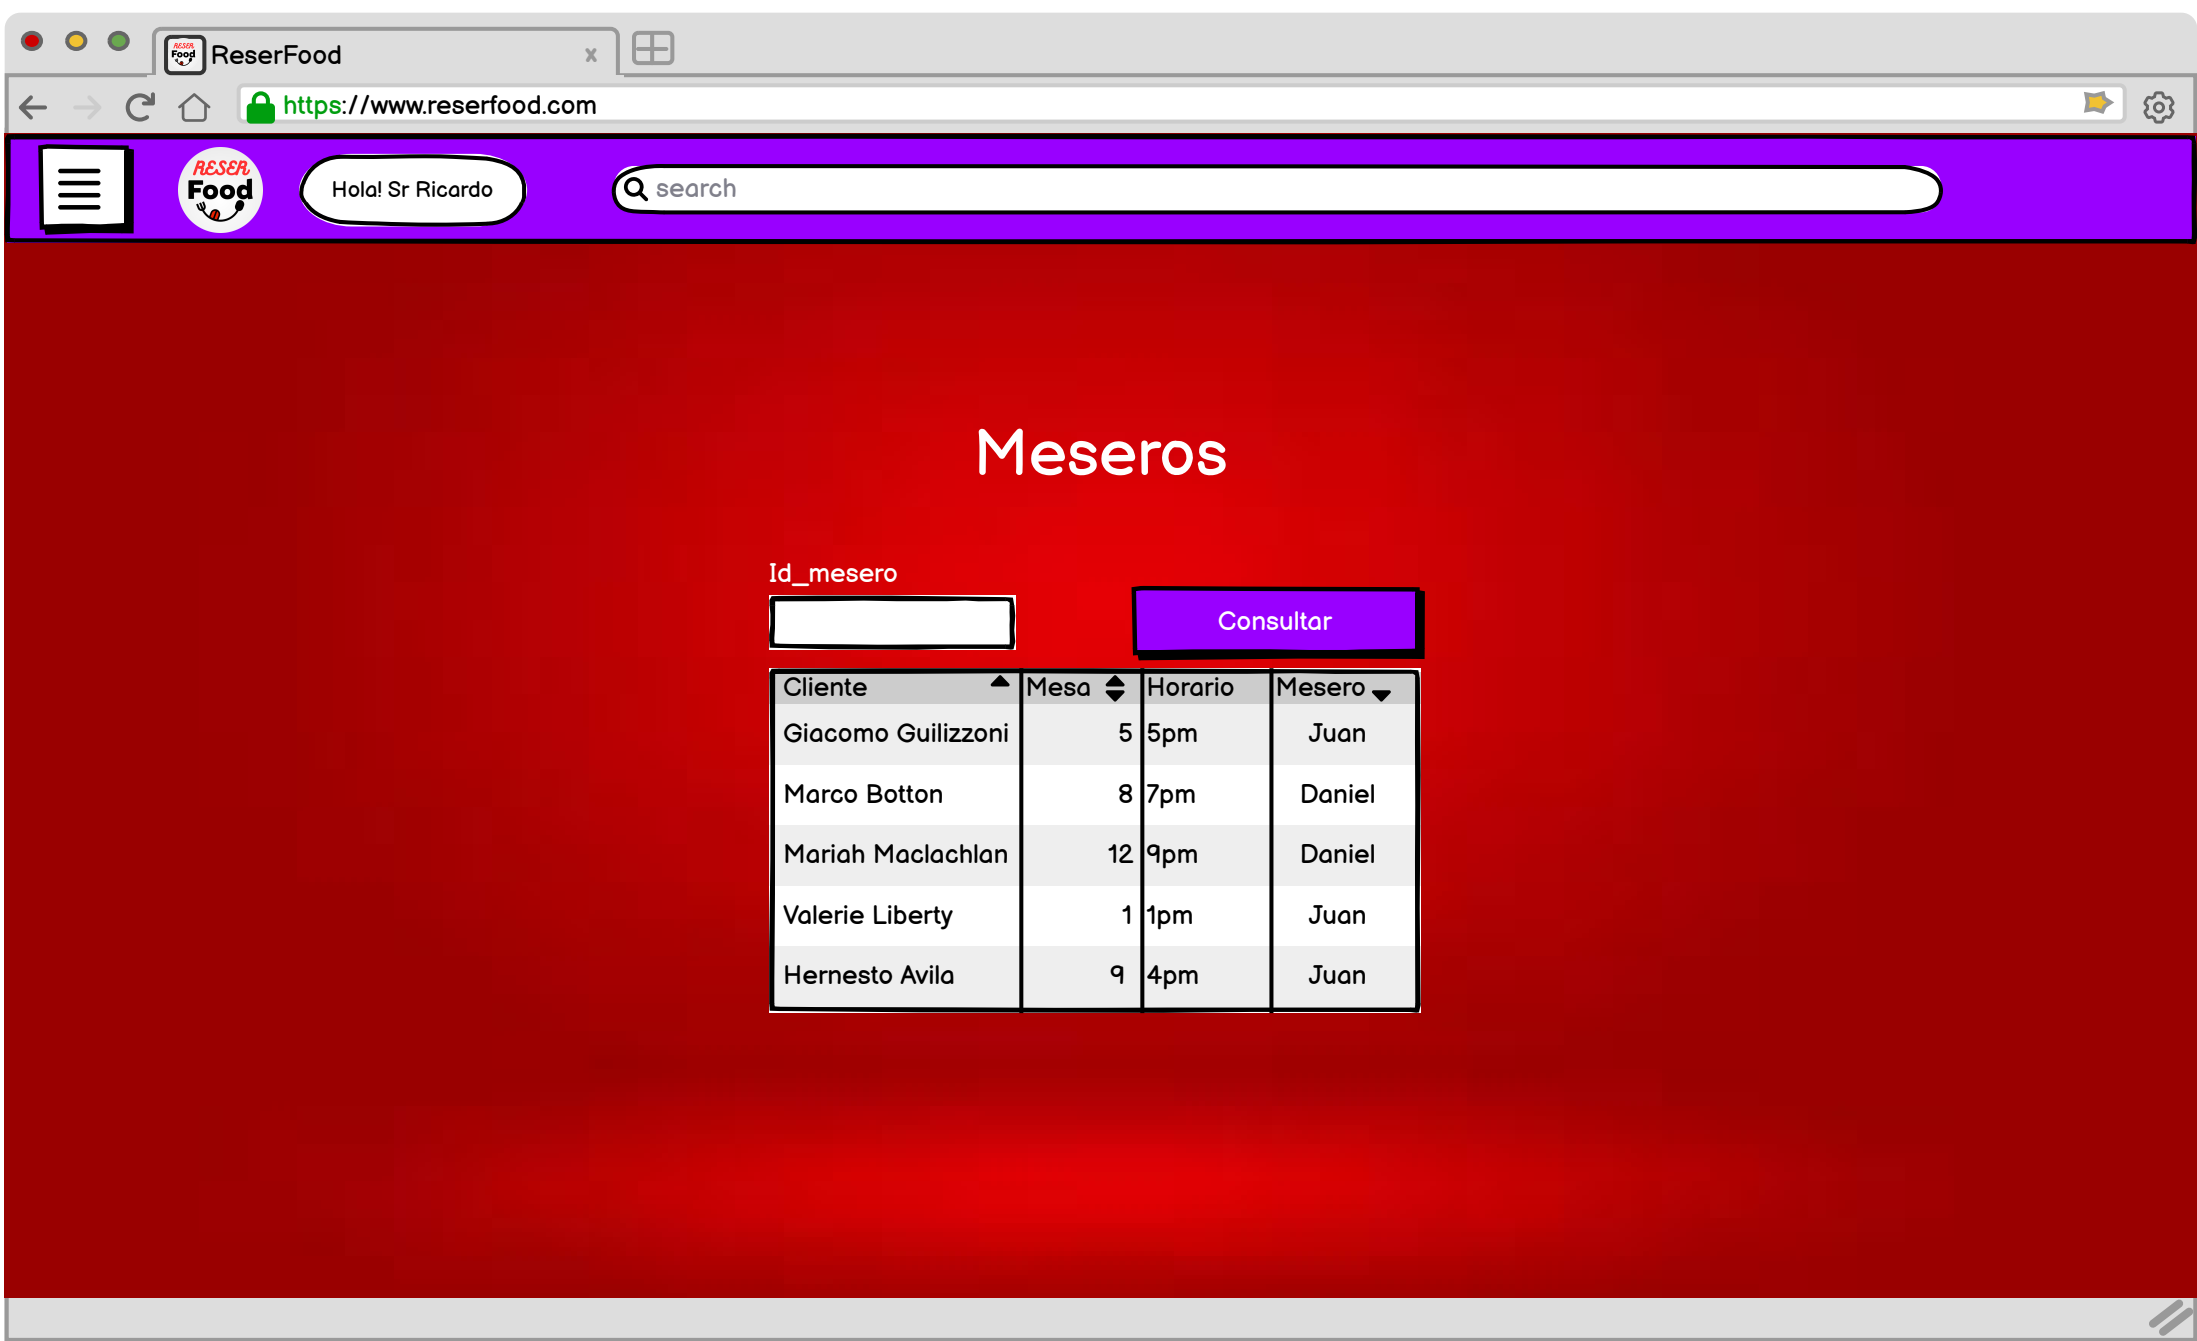 RESER
Food
ReserFood
x
https://www.reserfood.com
RESER
Food
Hola! Sr Ricardo
search
Meseros
Id_mesero
Consultar
Cliente Mesa Horario Mesero
Giacomo Guilizzoni 5 5pm Juan
Marco Botton 8 7pm Daniel
Mariah Maclachlan 12 9pm Daniel
Valerie Liberty 1 1pm Juan
Hernesto Avila 9 4pm Juan